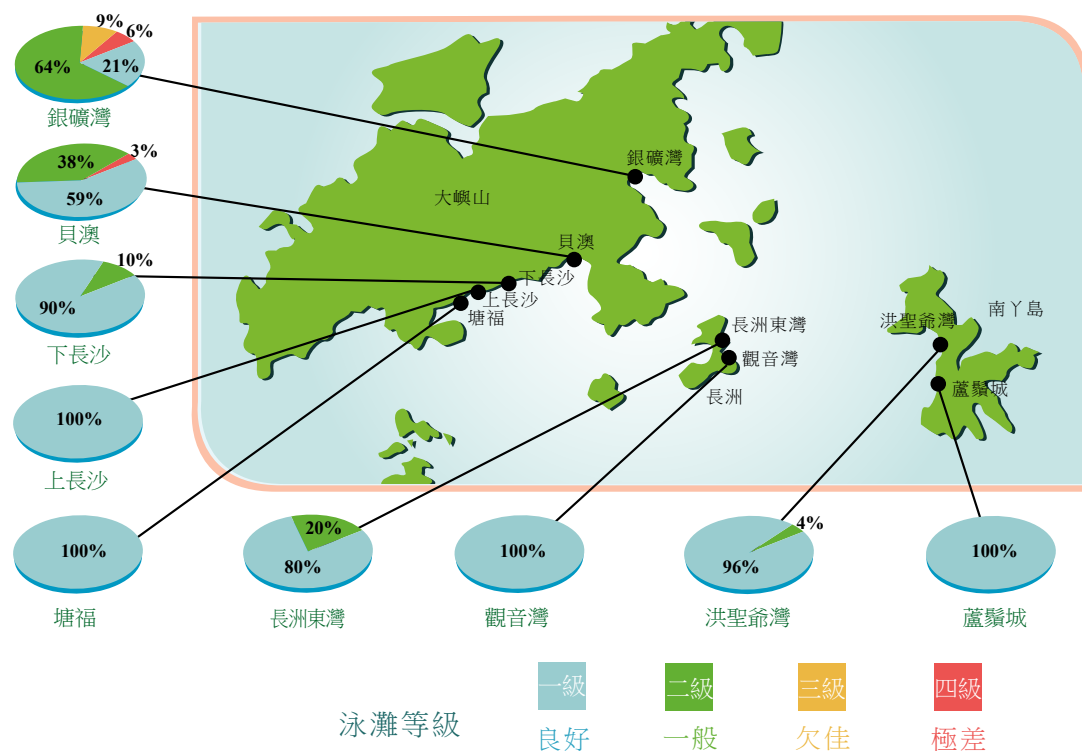 9%
6%
64%
21%
銀礦灣
38%
3%
59%
貝澳
10%
90%
下長沙
100%
上長沙
100%
塘福
20%
80%
長洲東灣
100%
觀音灣
4%
96%
洪聖爺灣
100%
蘆鬚城
銀礦灣
大嶼山
貝澳
下長沙
上長沙
塘福
長洲東灣
觀音灣
長洲
洪聖爺灣
南丫島
蘆鬚城
泳灘等級
一級
良好
二級
一般
三級
欠佳
四級
極差